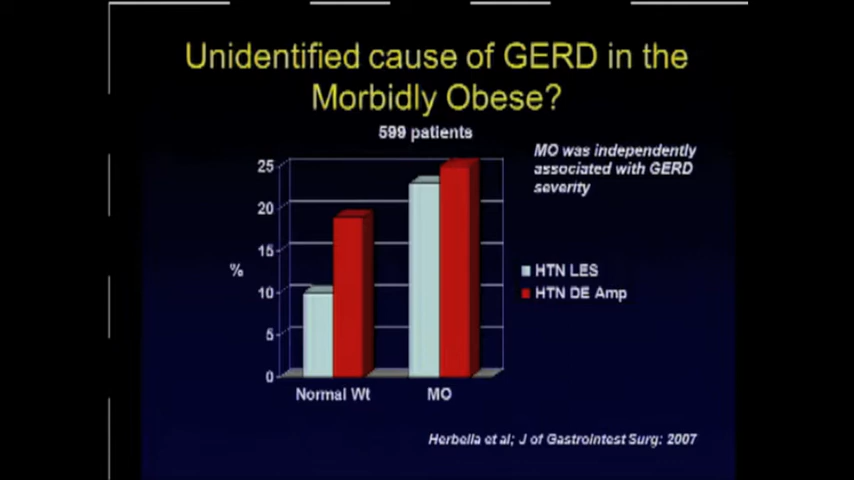 Unidentified cause of GERD in the
Morbidly Obese?
599 patients
MO was independently
associated with GERD
severity
25
20
15
%
10
5
0
HTN LES
HTN DE Amp
Normal Wt
MO
Herbella et al; J of Gastrointest Surg: 2007